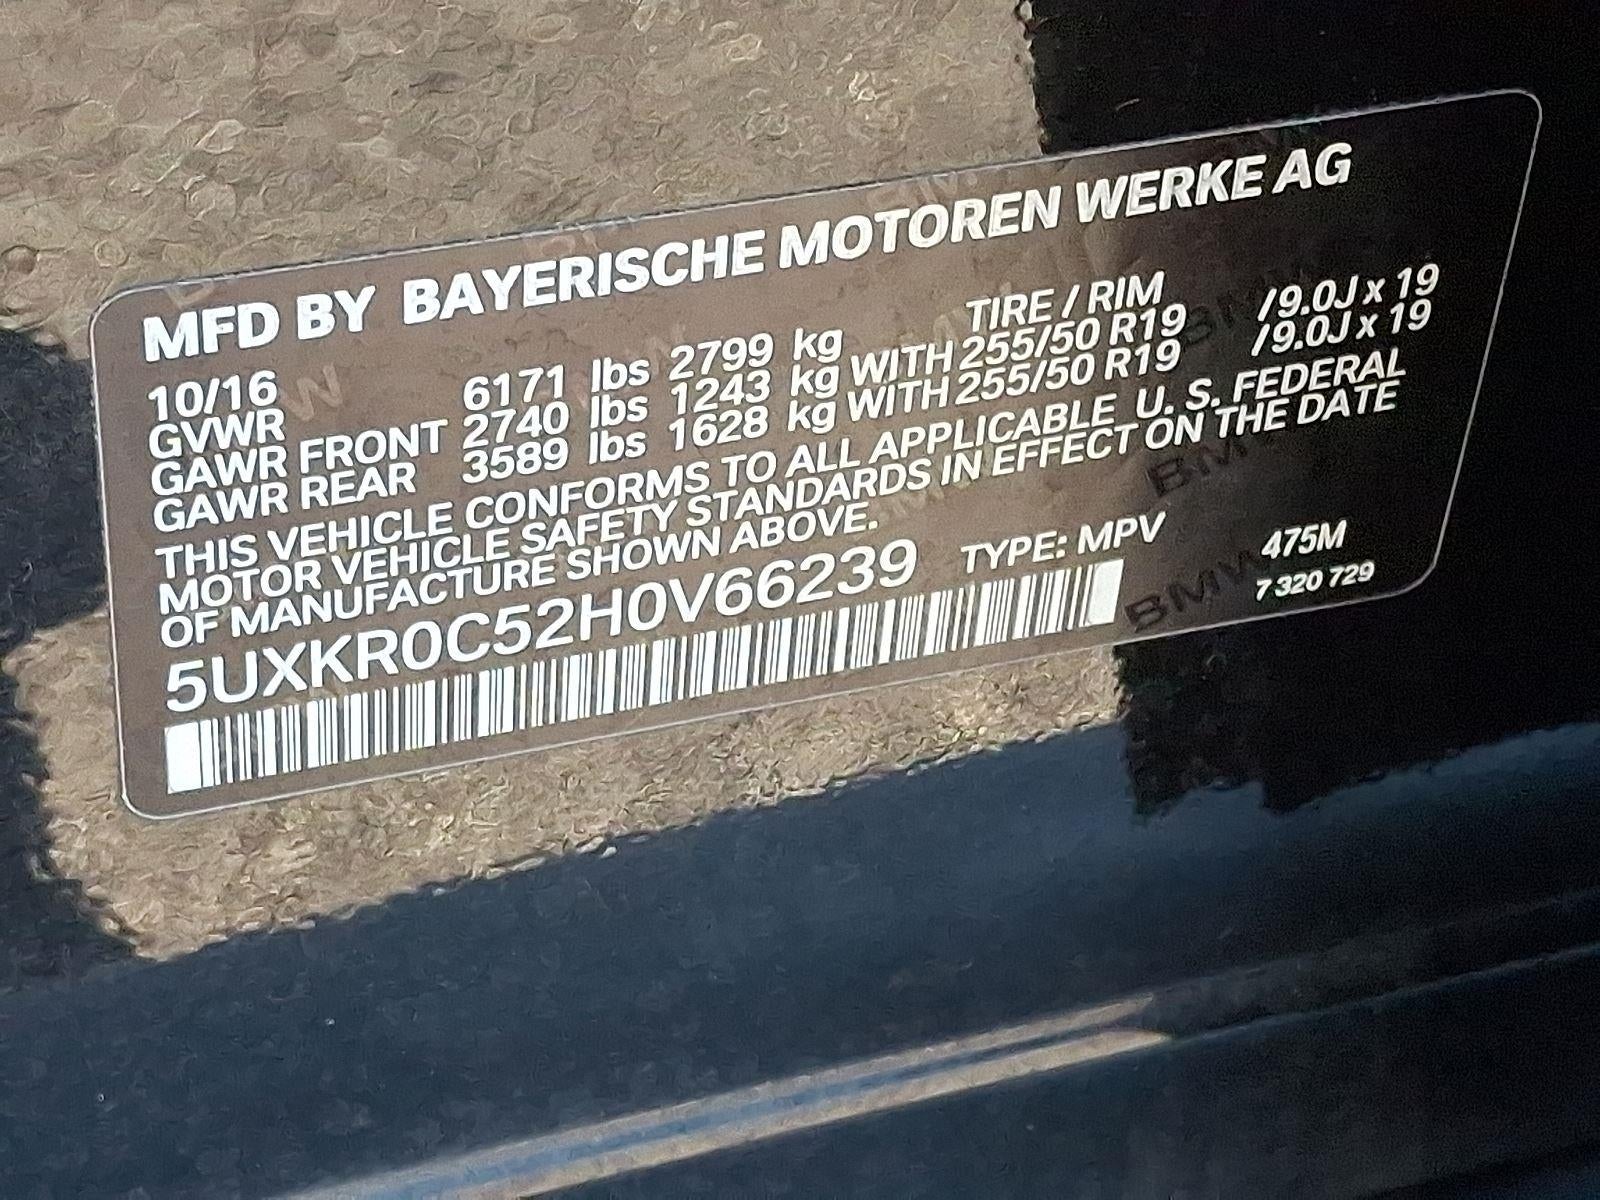 MFD BY BAYERISCHE MOTOREN WERKE AG
10/16 TIRE / RIM
GVWR 6171 lbs 2799 kg
GAWR FRONT 2740 lbs 1243 kg WITH 255/50 R19 /9.0J x 19
GAWR REAR 3589 lbs 1628 kg WITH 255/50 R19 /9.0J x 19
THIS VEHICLE CONFORMS TO ALL APPLICABLE U. S. FEDERAL
MOTOR VEHICLE SAFETY STANDARDS IN EFFECT ON THE DATE
OF MANUFACTURE SHOWN ABOVE.
5UXKR0C52H0V66239 TYPE: MPV 475M
7 320 729